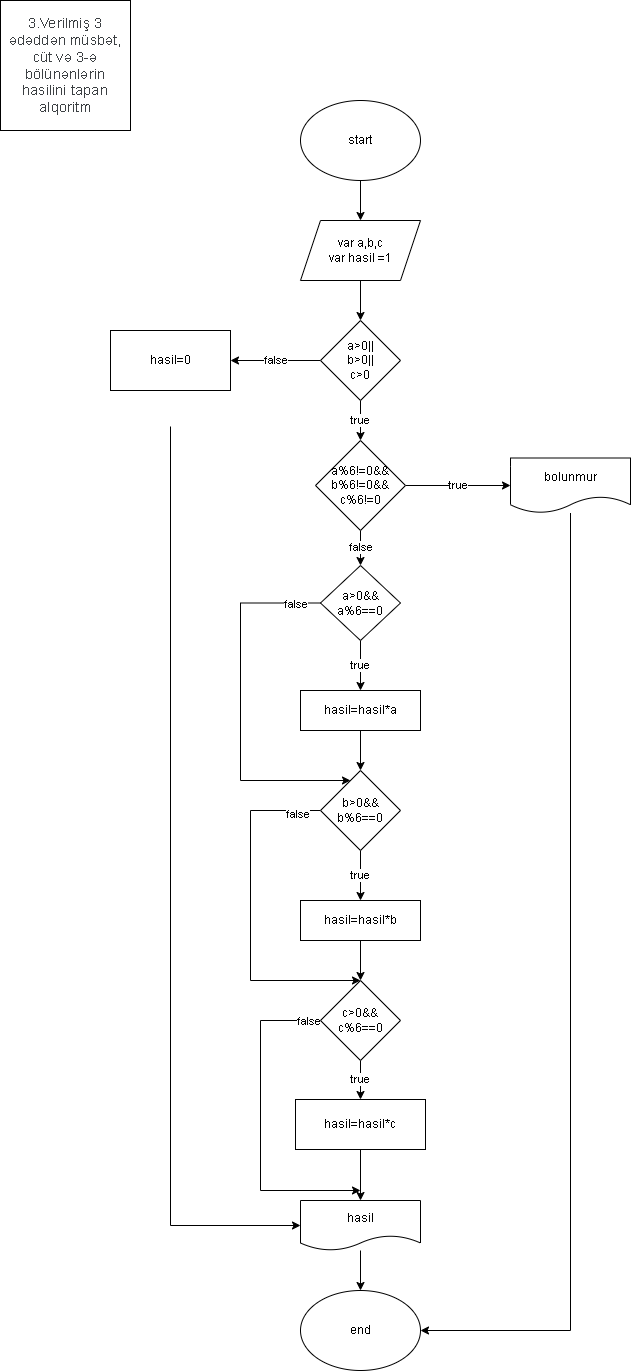 3.Verilmiş 3
ədəddən müsbət,
cüt və 3-ə
bölünənlərin
hasilini tapan
alqoritm
start
var a,b,c
var hasil =1
a>0||
b>0||
c>0
false
hasil=0
true
a%6!=0&&
b%6!=0&&
c%6!=0
true
bolunmur
false
a>0&&
a%6==0
false
true
hasil=hasil*a
b>0&&
b%6==0
false
true
hasil=hasil*b
c>0&&
c%6==0
false
true
hasil=hasil*c
hasil
end